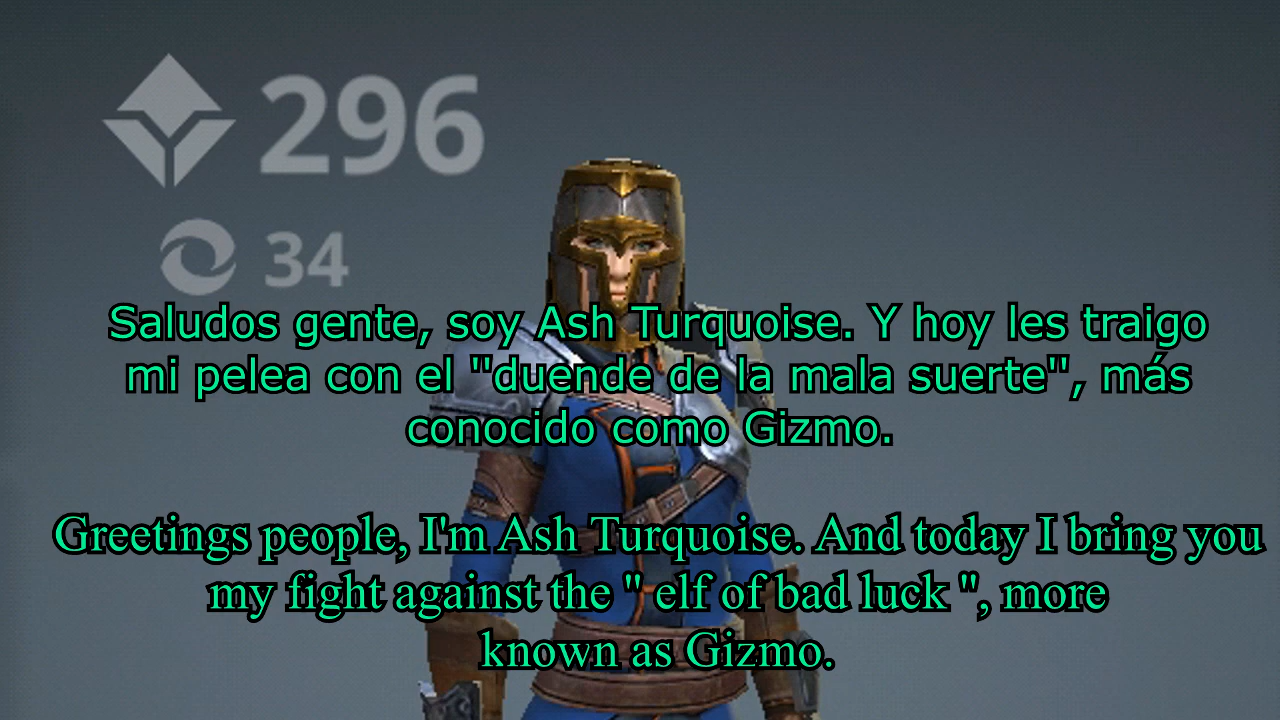 296
34
Saludos gente, soy Ash Turquoise. Y hoy les traigo
mi pelea con el "duende de la mala suerte", más
conocido como Gizmo.
Greetings people, I'm Ash Turquoise. And today I bring you
my fight against the " elf of bad luck ", more
known as Gizmo.